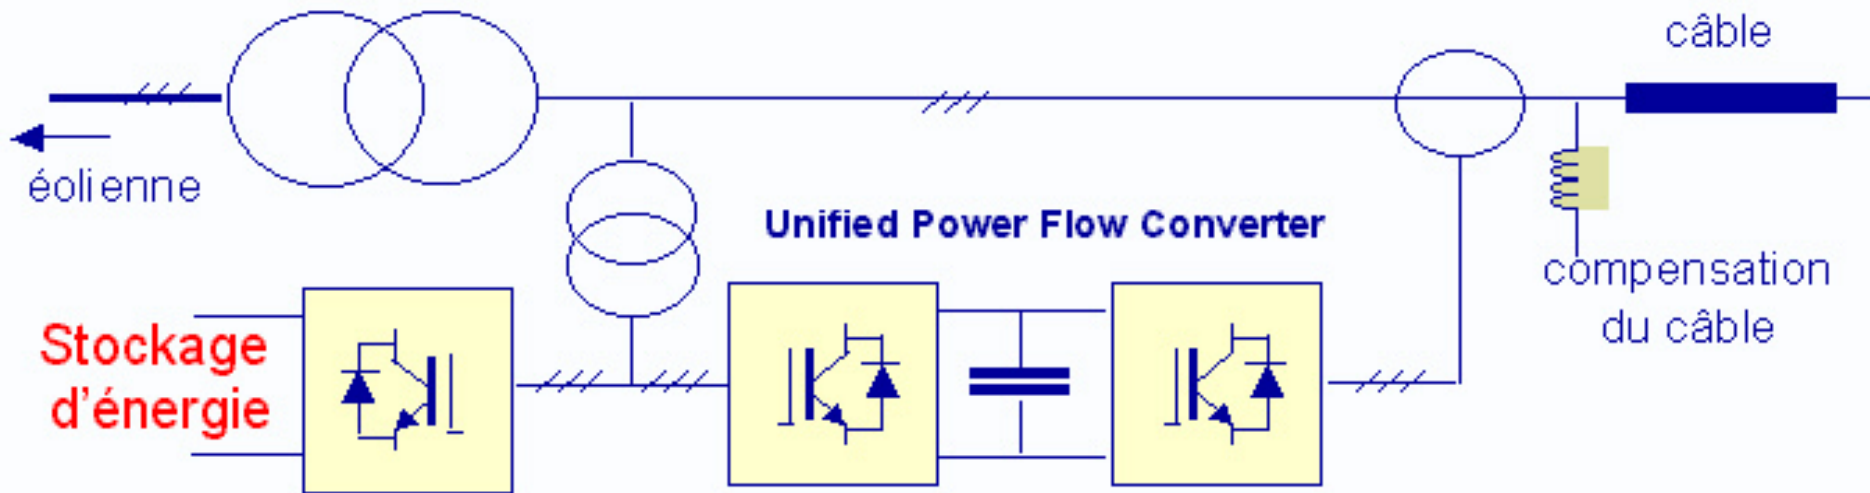 câble
éolienne
Unified Power Flow Converter
compensation
du câble
Stockage
d'énergie